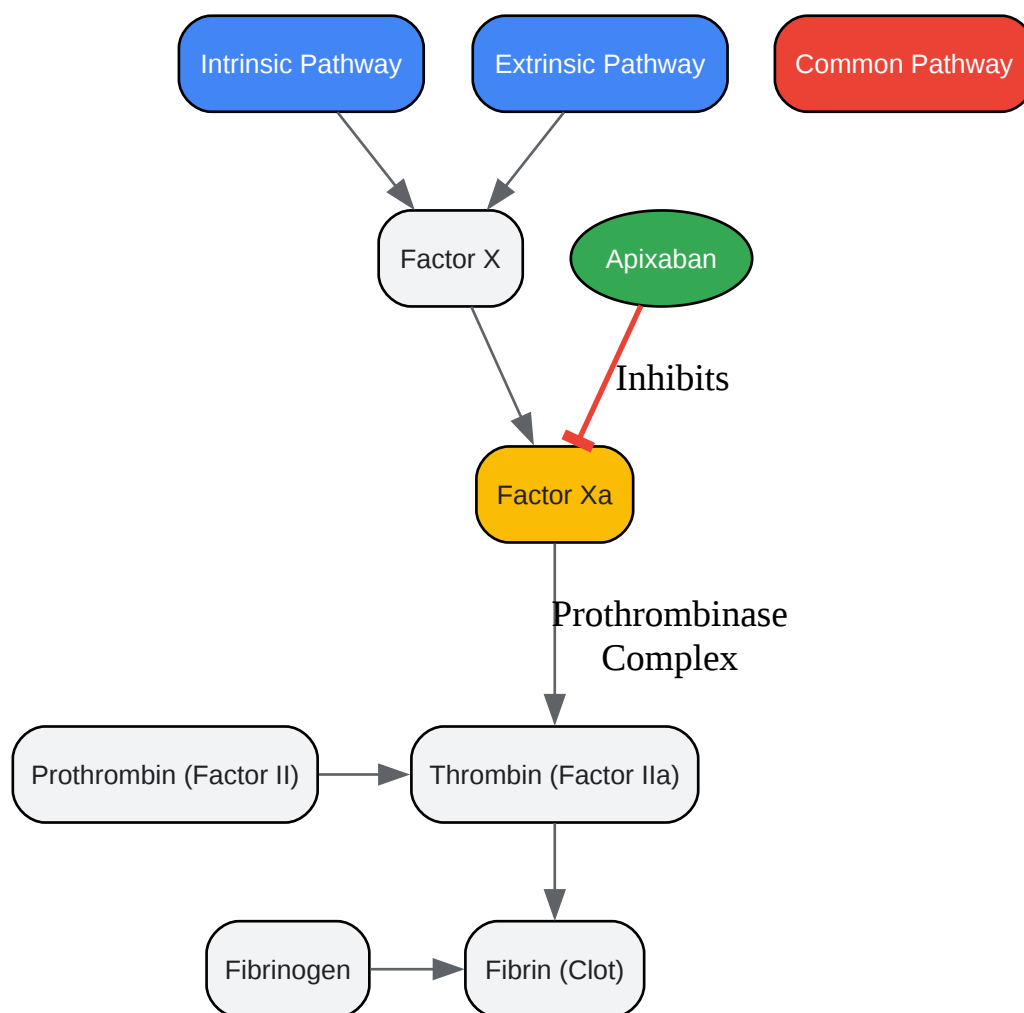 Intrinsic Pathway
Extrinsic Pathway
Common Pathway
Factor X
Apixaban
Inhibits
Factor Xa
Prothrombinase
Complex
Prothrombin (Factor II)
Thrombin (Factor IIa)
Fibrinogen
Fibrin (Clot)